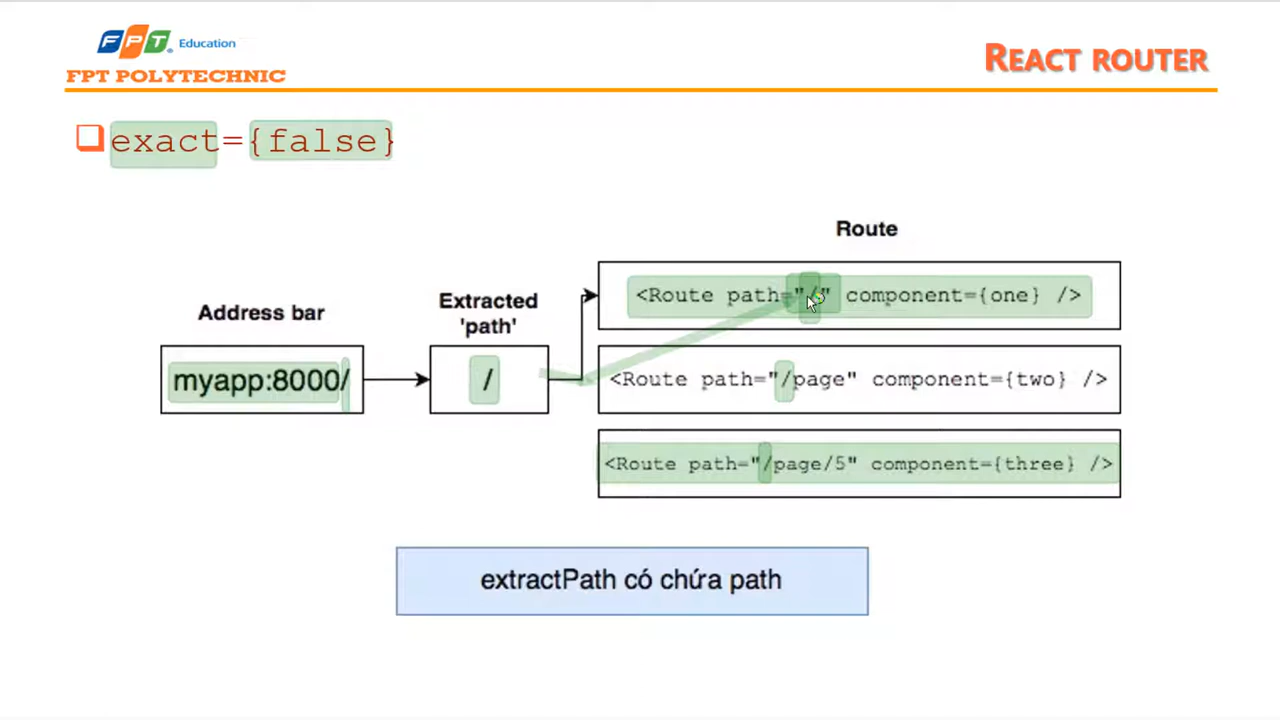 FPT Education
FPT POLYTECHNIC
REACT ROUTER
exact={false}
Route
<Route path="/" component={one} />
Address bar
Extracted
'path'
myapp:8000/
/
<Route path="/page" component={two} />
<Route path="/page/5" component={three} />
extractPath có chứa path